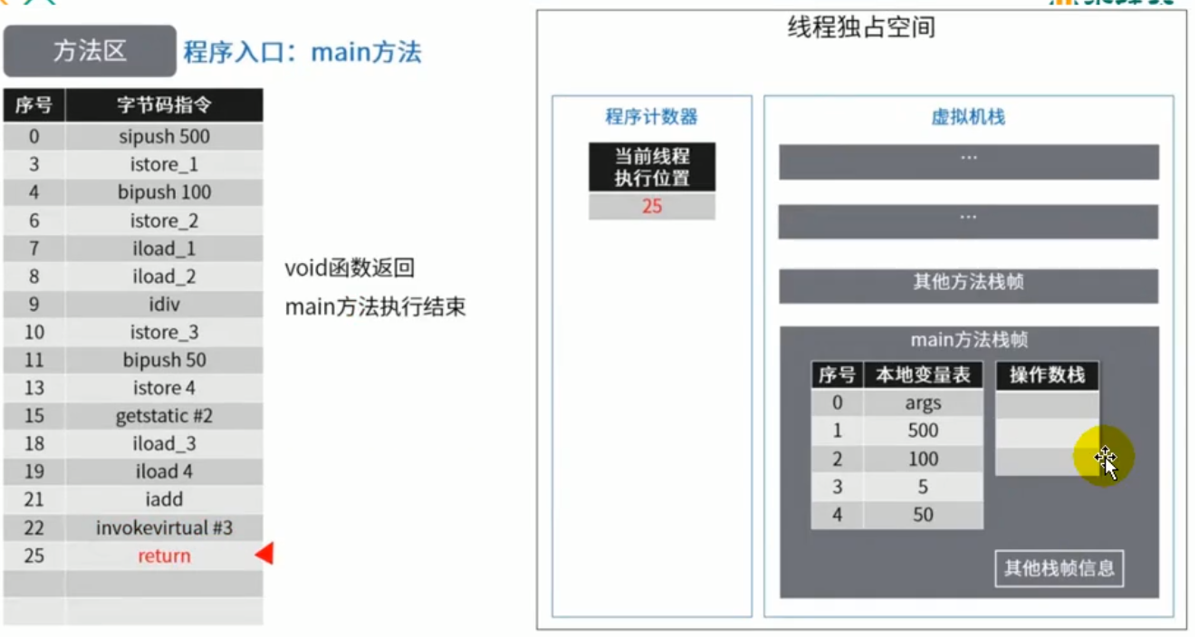 方法区
程序入口：main方法
序号 字节码指令
0 sipush 500
3 istore_1
4 bipush 100
6 istore_2
7 iload_1
8 iload_2
9 idiv
10 istore_3
11 bipush 50
13 istore 4
15 getstatic #2
18 iload_3
19 iload 4
21 iadd
22 invokevirtual #3
25 return
void函数返回
main方法执行结束
线程独占空间
程序计数器
当前线程
执行位置
25
虚拟机栈
...
...
其他方法栈帧
main方法栈帧
序号 本地变量表
0 args
1 500
2 100
3 5
4 50
操作数栈
其他栈帧信息